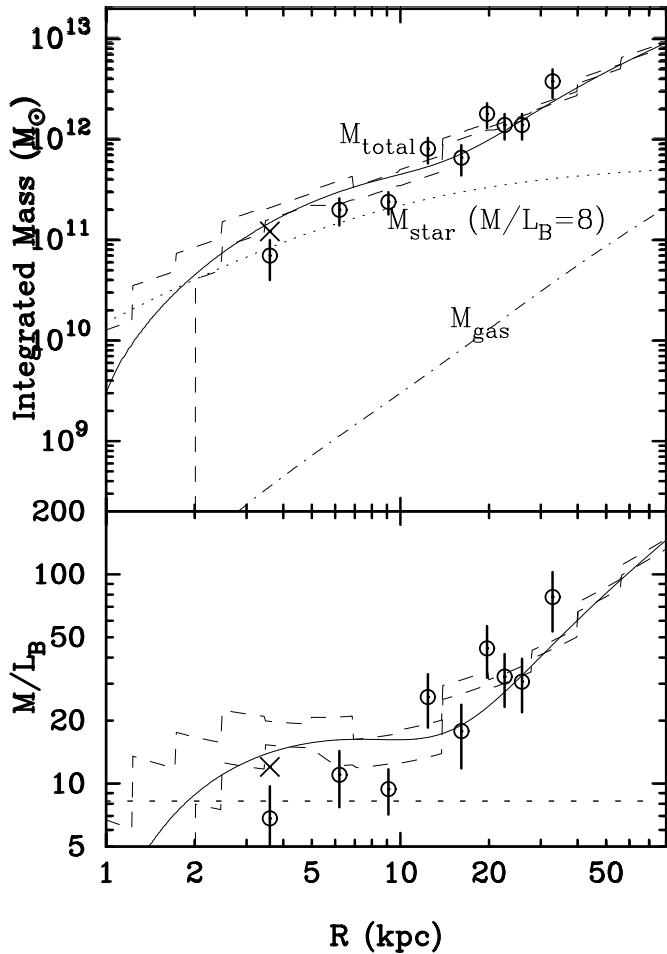 10^13
10^12
10^11
10^10
10^9
Integrated Mass (M_⊙)
M_total
M_star (M/L_B=8)
M_gas
200
100
50
20
10
5
M/L_B
1 2 5 10 20 50
R (kpc)